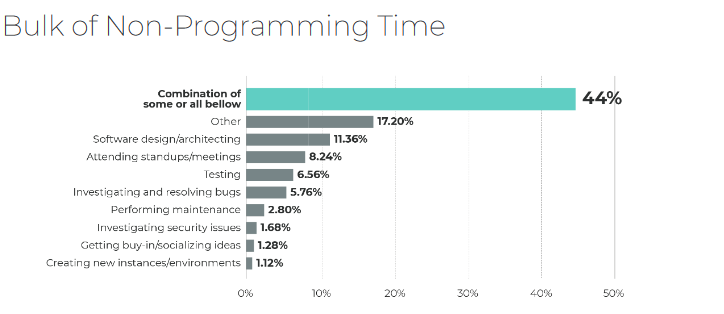 Bulk of Non-Programming Time
Combination of
some or all bellow
44%
Other
17.20%
Software design/architecting
11.36%
Attending standups/meetings
8.24%
Testing
6.56%
Investigating and resolving bugs
5.76%
Performing maintenance
2.80%
Investigating security issues
1.68%
Getting buy-in/socializing ideas
1.28%
Creating new instances/environments
1.12%
0%
10%
20%
30%
40%
50%